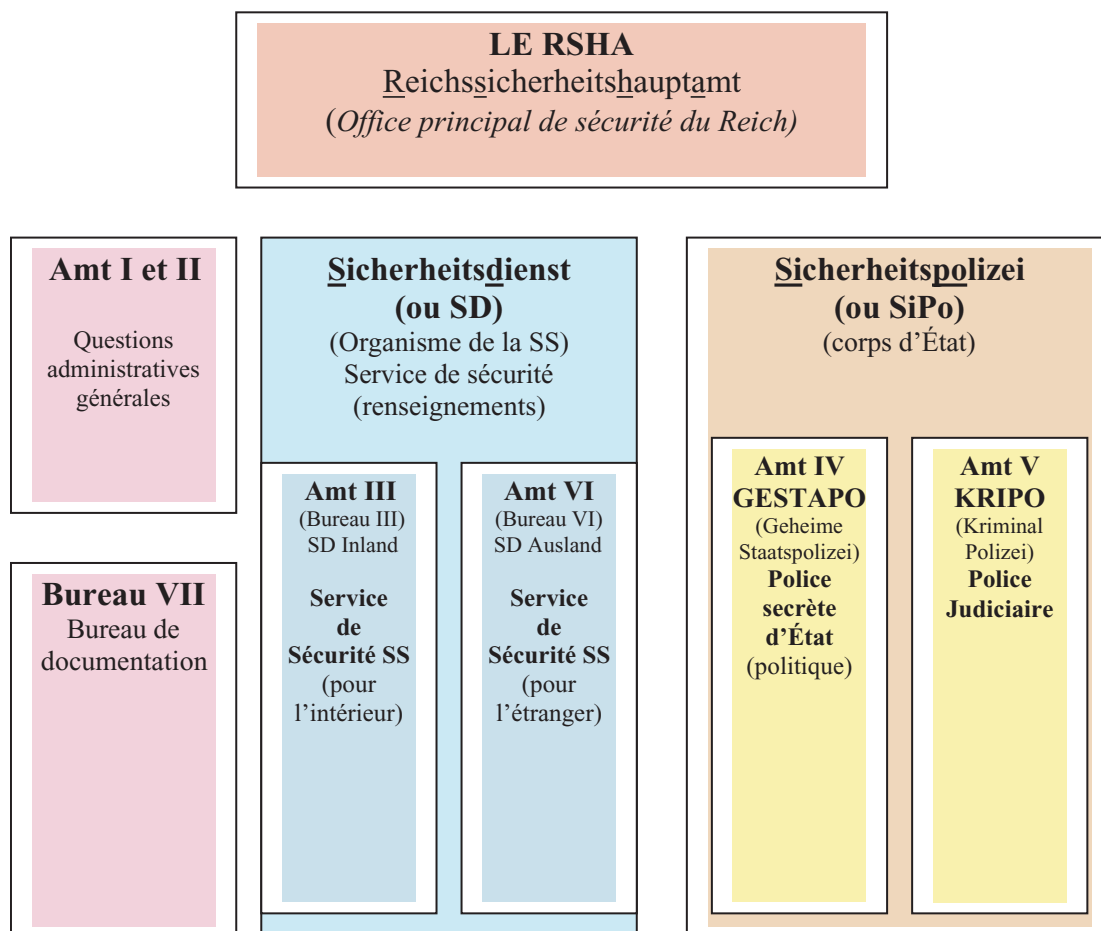 LE RSHA
Reichssicherheitshauptamt
(Office principal de sécurité du Reich)
Amt I et II
Questions
administratives
générales
Bureau VII
Bureau de
documentation
Sicherheitsdienst
(ou SD)
(Organisme de la SS)
Service de sécurité
(renseignements)
Amt III
(Bureau III)
SD Inland
Service
de
Sécurité SS
(pour
l’intérieur)
Amt VI
(Bureau VI)
SD Ausland
Service
de
Sécurité SS
(pour
l’étranger)
Sicherheitspolizei
(ou SiPo)
(corps d’État)
Amt IV
GESTAPO
(Geheime
Staatspolizei)
Police
secrète
d’État
(politique)
Amt V
KRIPO
(Kriminal
Polizei)
Police
Judiciaire